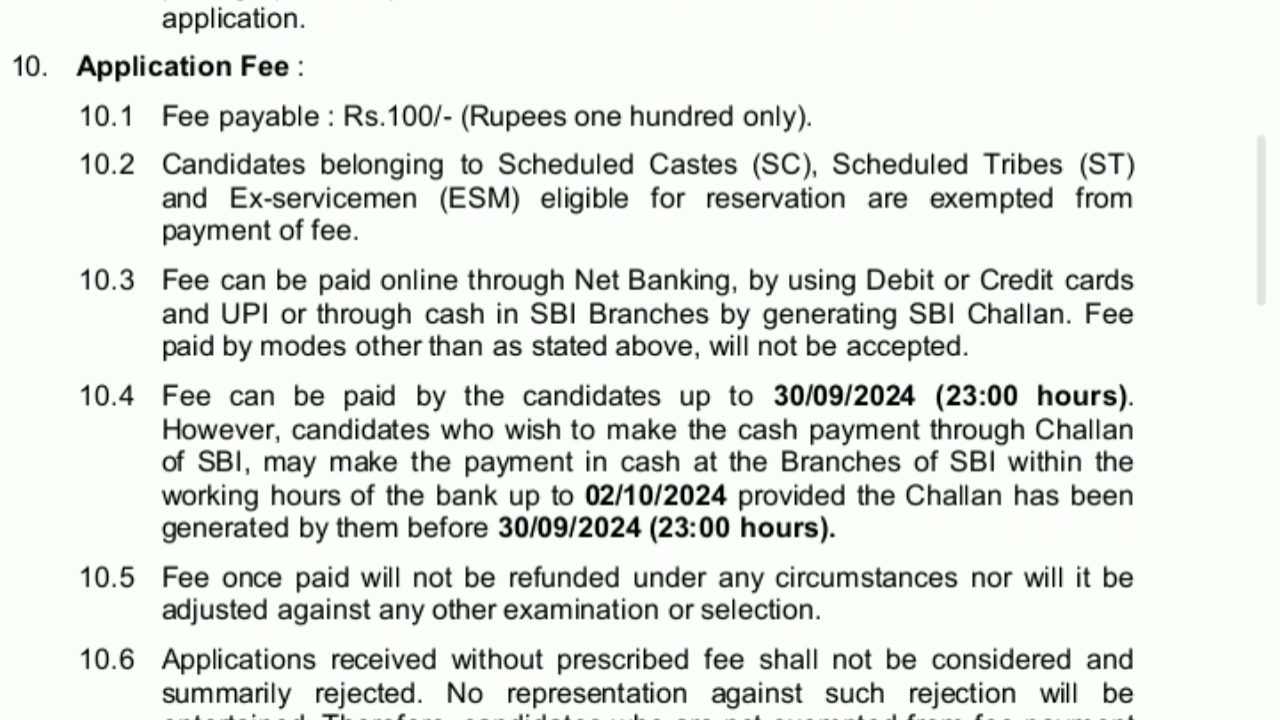 application.
10. Application Fee :
10.1 Fee payable : Rs.100/- (Rupees one hundred only).
10.2 Candidates belonging to Scheduled Castes (SC), Scheduled Tribes (ST)
and Ex-servicemen (ESM) eligible for reservation are exempted from
payment of fee.
10.3 Fee can be paid online through Net Banking, by using Debit or Credit cards
and UPI or through cash in SBI Branches by generating SBI Challan. Fee
paid by modes other than as stated above, will not be accepted.
10.4 Fee can be paid by the candidates up to 30/09/2024 (23:00 hours).
However, candidates who wish to make the cash payment through Challan
of SBI, may make the payment in cash at the Branches of SBI within the
working hours of the bank up to 02/10/2024 provided the Challan has been
generated by them before 30/09/2024 (23:00 hours).
10.5 Fee once paid will not be refunded under any circumstances nor will it be
adjusted against any other examination or selection.
10.6 Applications received without prescribed fee shall not be considered and
summarily rejected. No representation against such rejection will be